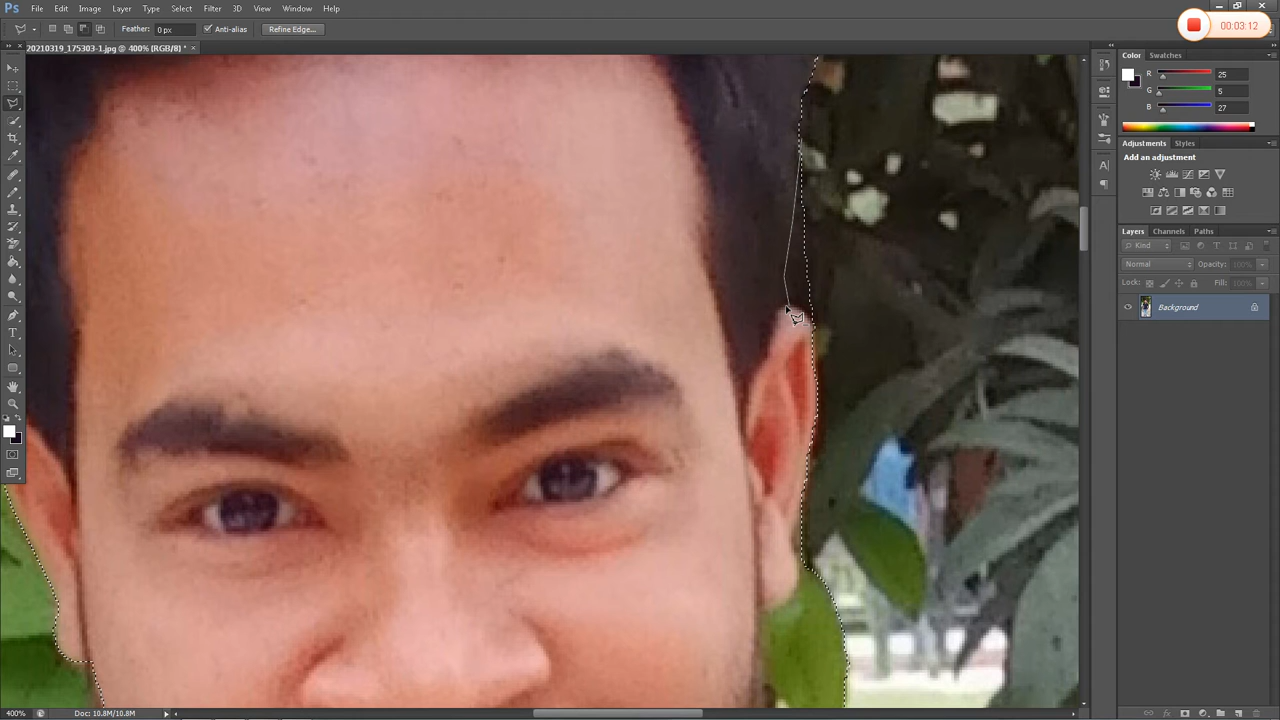 Ps File Edit Image Layer Type Select Filter 3D View Window Help
00:03:12
Feather: 0 px Anti-alias Refine Edge...
20210319_175303-1.jpg @ 400% (RGB/8) * ×
Color Swatches
R 25
G 5
B 27
Adjustments Styles
Add an adjustment
Layers Channels Paths
Kind
Normal Opacity: 100%
Lock: Fill: 100%
Background
400% Doc: 10.8M/10.8M